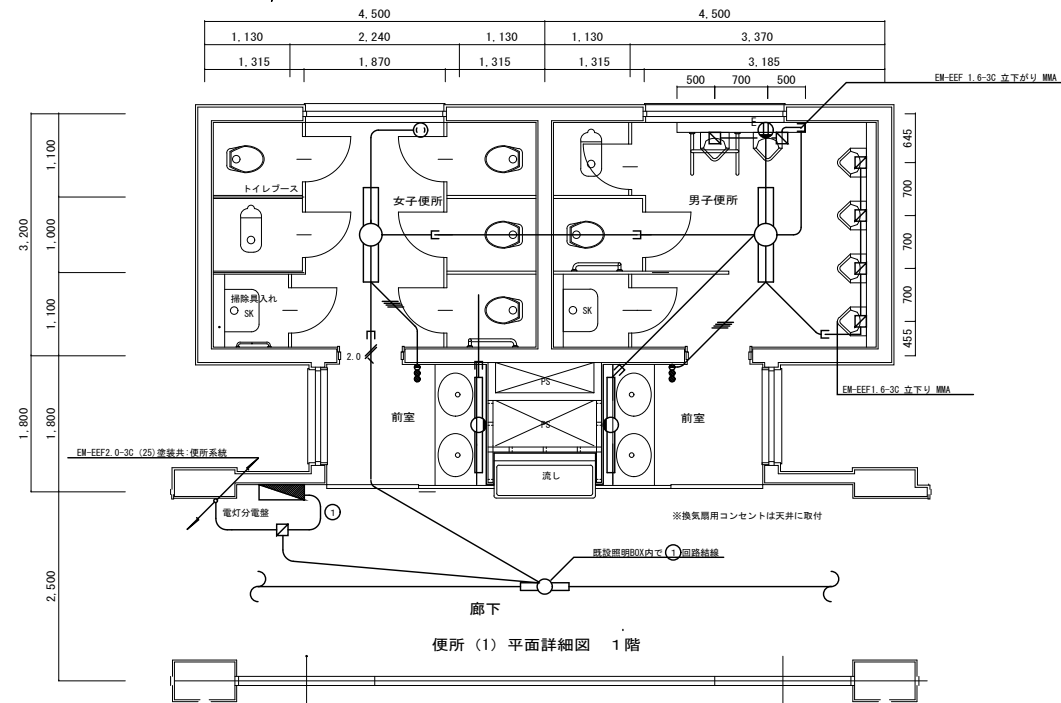 4,500
4,500
1,130
2,240
1,130
1,130
3,370
1,315
1,870
1,315
1,315
3,185
500
700
500
EM-EEF 1.6-3C 立下がり MMA
1,100
1,000
1,100
3,200
1,800
1,800
2,500
645
700
700
700
455
トイレブース
女子便所
男子便所
掃除具入れ
SK
SK
2.0
PS
PS
前室
前室
流し
EM-EEF1.6-3C 立下り MMA
EM-EEF2.0-3C (25)塗装共:便所系統
電灯分電盤
1
※換気扇用コンセントは天井に取付
既設照明BOX内で①回路結線
廊下
便所 (1) 平面詳細図 1階